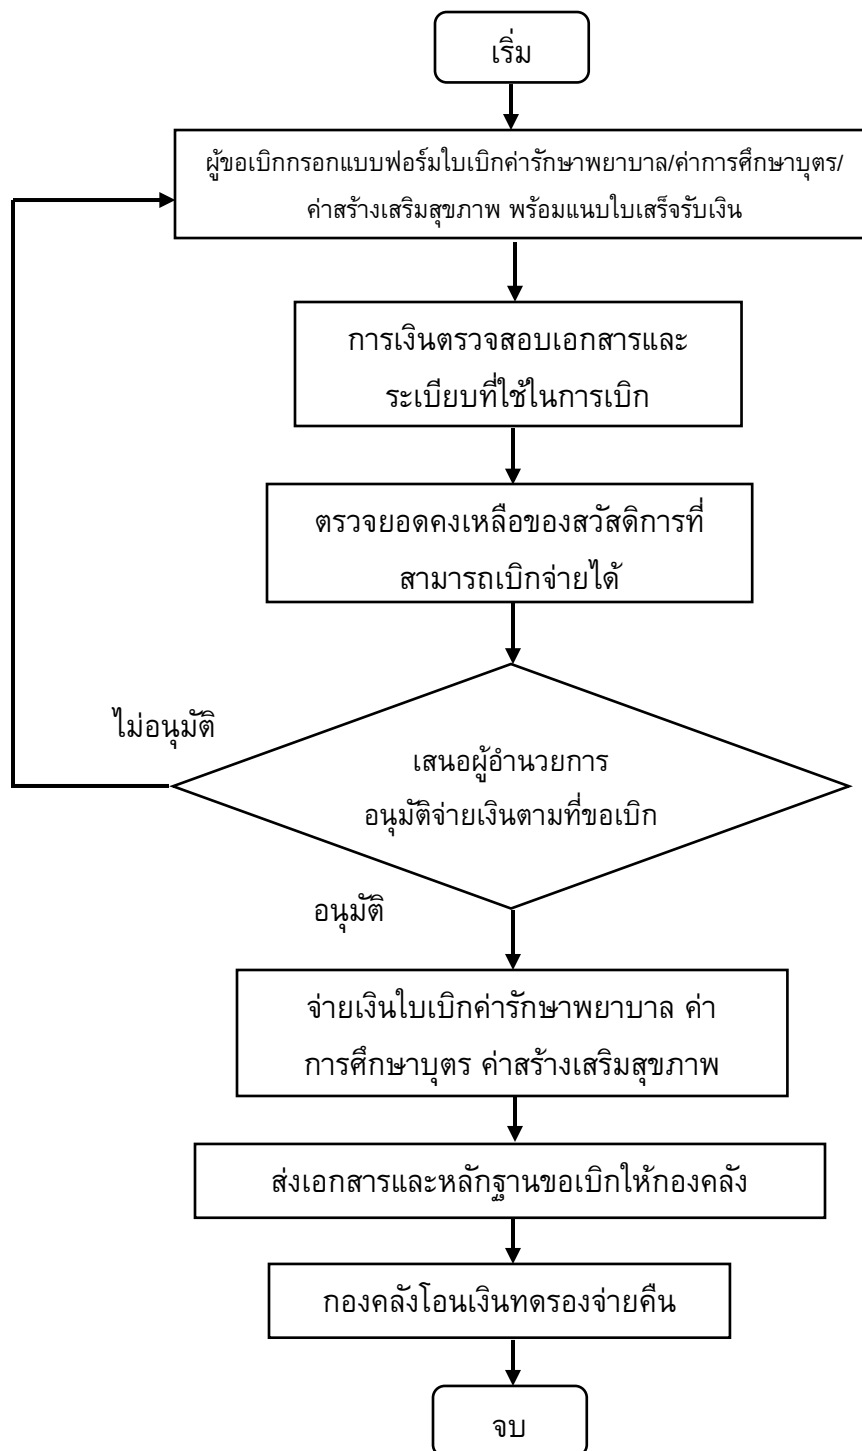 เริ่ม
ผู้ขอเบิกกรอกแบบฟอร์มใบเบิกค่ารักษาพยาบาล/ค่าการศึกษาบุตร/
ค่าสร้างเสริมสุขภาพ พร้อมแนบใบเสร็จรับเงิน
การเงินตรวจสอบเอกสารและ
ระเบียบที่ใช้ในการเบิก
ตรวจยอดคงเหลือของสวัสดิการที่
สามารถเบิกจ่ายได้
ไม่อนุมัติ
เสนอผู้อำนวยการ
อนุมัติจ่ายเงินตามที่ขอเบิก
อนุมัติ
จ่ายเงินใบเบิกค่ารักษาพยาบาล ค่า
การศึกษาบุตร ค่าสร้างเสริมสุขภาพ
ส่งเอกสารและหลักฐานขอเบิกให้กองคลัง
กองคลังโอนเงินทดรองจ่ายคืน
จบ